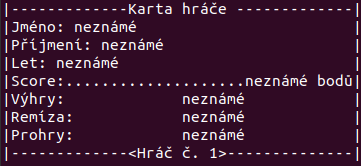 |-------------Karta hráče -------------|
|Jméno: neznámé                        |
|Příjmení: neznámé                     |
|Let: neznámé                          |
|Score:....................neznámé bodů|
|Výhry:             neznámé            |
|Remíza:            neznámé            |
|Prohry:            neznámé            |
|-------------<Hráč č. 1>--------------|